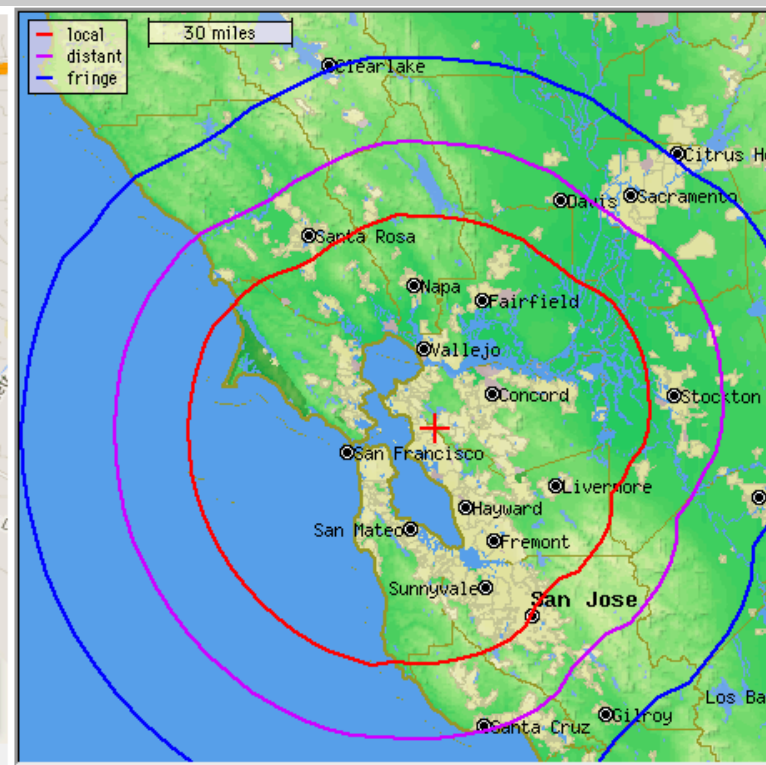 local
distant
fringe
30 miles
Clearlake
Citrus H
Davis
Sacramento
Santa Rosa
Napa
Fairfield
Vallejo
Concord
Stockton
San Francisco
Livermore
Hayward
San Mateo
Fremont
Sunnyvale
San Jose
Los Ba
Gilroy
Santa Cruz